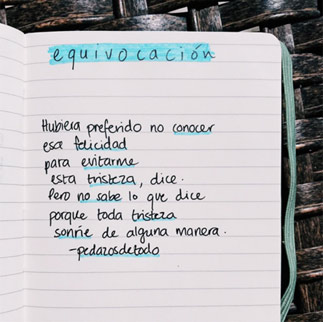 equivocación
Hubiera preferido no conocer
esa felicidad
para evitarme
esta tristeza, dice.
Pero no sabe lo que dice
porque toda tristeza
sonríe de alguna manera.
-pedazosdetodo